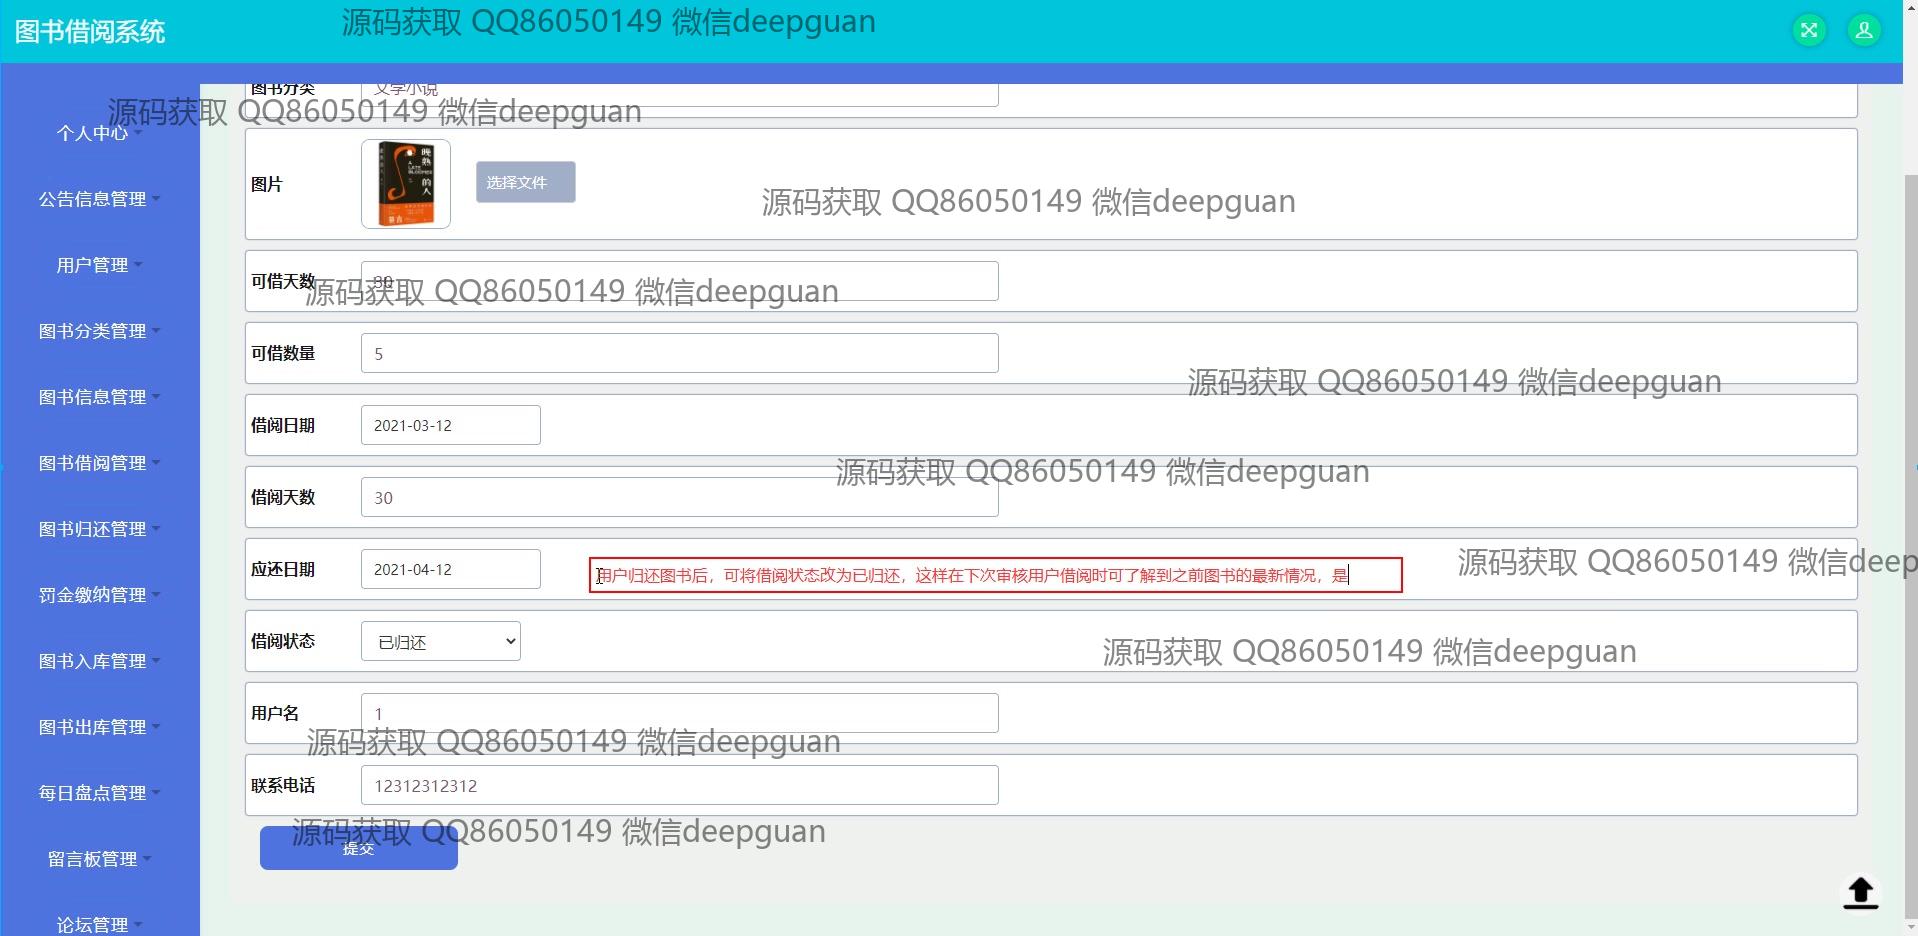 图书借阅系统
源码获取 QQ86050149 微信deepguan
图书分类
文学小说
源码获取 QQ86050149 微信deepguan
个人中心
公告信息管理
用户管理
图书分类管理
图书信息管理
图书借阅管理
图书归还管理
罚金缴纳管理
图书入库管理
图书出库管理
每日盘点管理
留言板管理
论坛管理
图片
晚熟的人
A LATE BLOOMER
莫言
选择文件
源码获取 QQ86050149 微信deepguan
可借天数
30
源码获取 QQ86050149 微信deepguan
可借数量
5
源码获取 QQ86050149 微信deepguan
借阅日期
2021-03-12
源码获取 QQ86050149 微信deepguan
借阅天数
30
应还日期
2021-04-12
用户归还图书后，可将借阅状态改为已归还，这样在下次审核用户借阅时可了解到之前图书的最新情况，是
源码获取 QQ86050149 微信deep
借阅状态
已归还
源码获取 QQ86050149 微信deepguan
用户名
1
源码获取 QQ86050149 微信deepguan
联系电话
12312312312
源码获取 QQ86050149 微信deepguan
提交